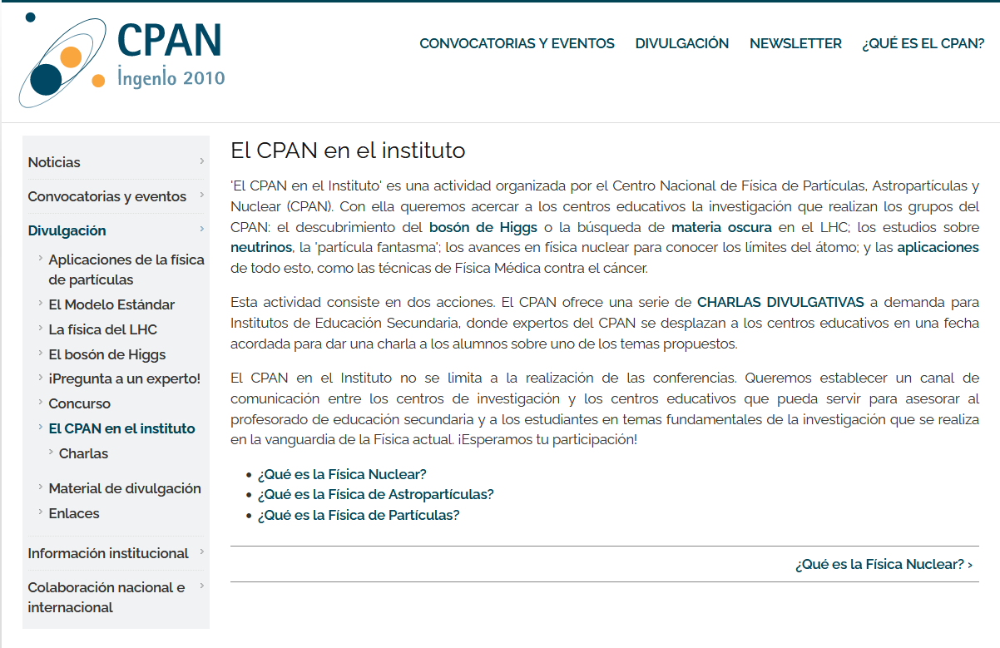 CPAN
Ingenio 2010
CONVOCATORIAS Y EVENTOS
DIVULGACIÓN
NEWSLETTER
¿QUÉ ES EL CPAN?
Noticias
Convocatorias y eventos
Divulgación
Aplicaciones de la física
de partículas
El Modelo Estándar
La física del LHC
El bosón de Higgs
¡Pregunta a un experto!
Concurso
El CPAN en el instituto
Charlas
Material de divulgación
Enlaces
Información institucional
Colaboración nacional e
internacional
El CPAN en el instituto
'El CPAN en el Instituto' es una actividad organizada por el Centro Nacional de Física de Partículas, Astropartículas y
Nuclear (CPAN). Con ella queremos acercar a los centros educativos la investigación que realizan los grupos del
CPAN: el descubrimiento del bosón de Higgs o la búsqueda de materia oscura en el LHC; los estudios sobre
neutrinos, la 'partícula fantasma'; los avances en física nuclear para conocer los límites del átomo; y las aplicaciones
de todo esto, como las técnicas de Física Médica contra el cáncer.
Esta actividad consiste en dos acciones. El CPAN ofrece una serie de CHARLAS DIVULGATIVAS a demanda para
Institutos de Educación Secundaria, donde expertos del CPAN se desplazan a los centros educativos en una fecha
acordada para dar una charla a los alumnos sobre uno de los temas propuestos.
El CPAN en el Instituto no se limita a la realización de las conferencias. Queremos establecer un canal de
comunicación entre los centros de investigación y los centros educativos que pueda servir para asesorar al
profesorado de educación secundaria y a los estudiantes en temas fundamentales de la investigación que se realiza
en la vanguardia de la Física actual. ¡Esperamos tu participación!
• ¿Qué es la Física Nuclear?
• ¿Qué es la Física de Astropartículas?
• ¿Qué es la Física de Partículas?
¿Qué es la Física Nuclear? ›